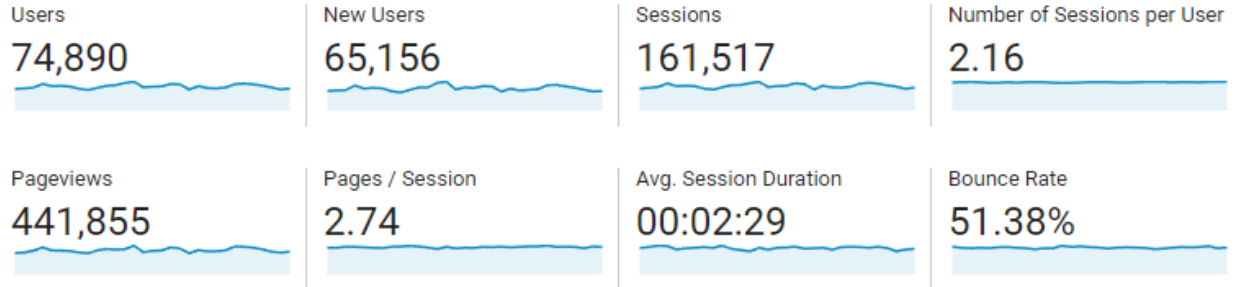 Users
74,890
New Users
65,156
Sessions
161,517
Number of Sessions per User
2.16
Pageviews
441,855
Pages / Session
2.74
Avg. Session Duration
00:02:29
Bounce Rate
51.38%